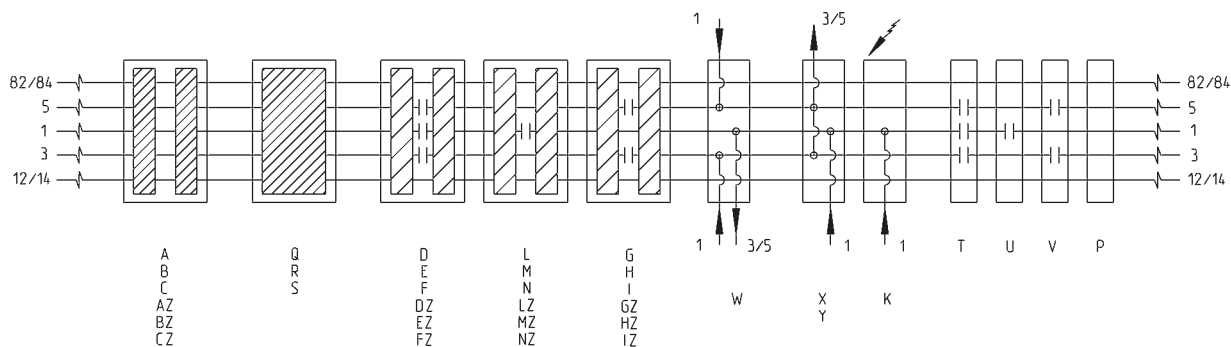 1
3/5
82/84
82/84
5
5
1
1
3
3
12/14
12/14
1
3/5
1
1
T
U
V
P
A
Q
D
L
G
B
R
E
M
H
C
S
F
N
I
W
X
K
AZ
DZ
LZ
GZ
Y
BZ
EZ
MZ
HZ
CZ
FZ
NZ
IZ